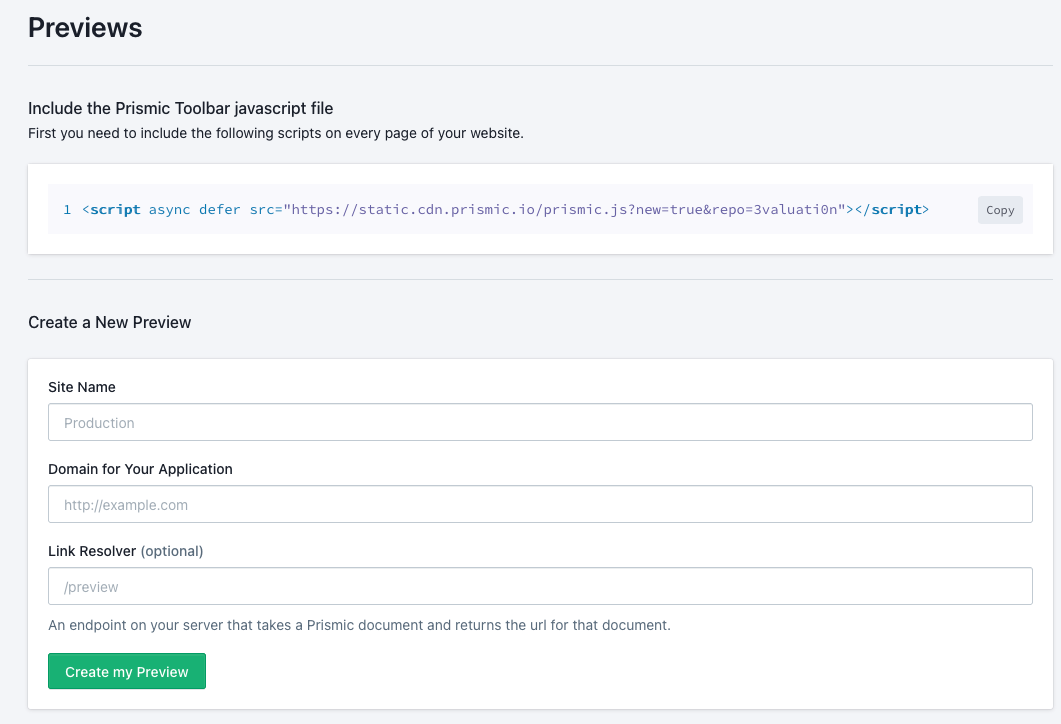 Previews
Include the Prismic Toolbar javascript file
First you need to include the following scripts on every page of your website.
1 <script async defer src="https://static.cdn.prismic.io/prismic.js?new=true&repo=3valuati0n"></script> Copy
Create a New Preview
Site Name
Production
Domain for Your Application
http://example.com
Link Resolver (optional)
/preview
An endpoint on your server that takes a Prismic document and returns the url for that document.
Create my Preview